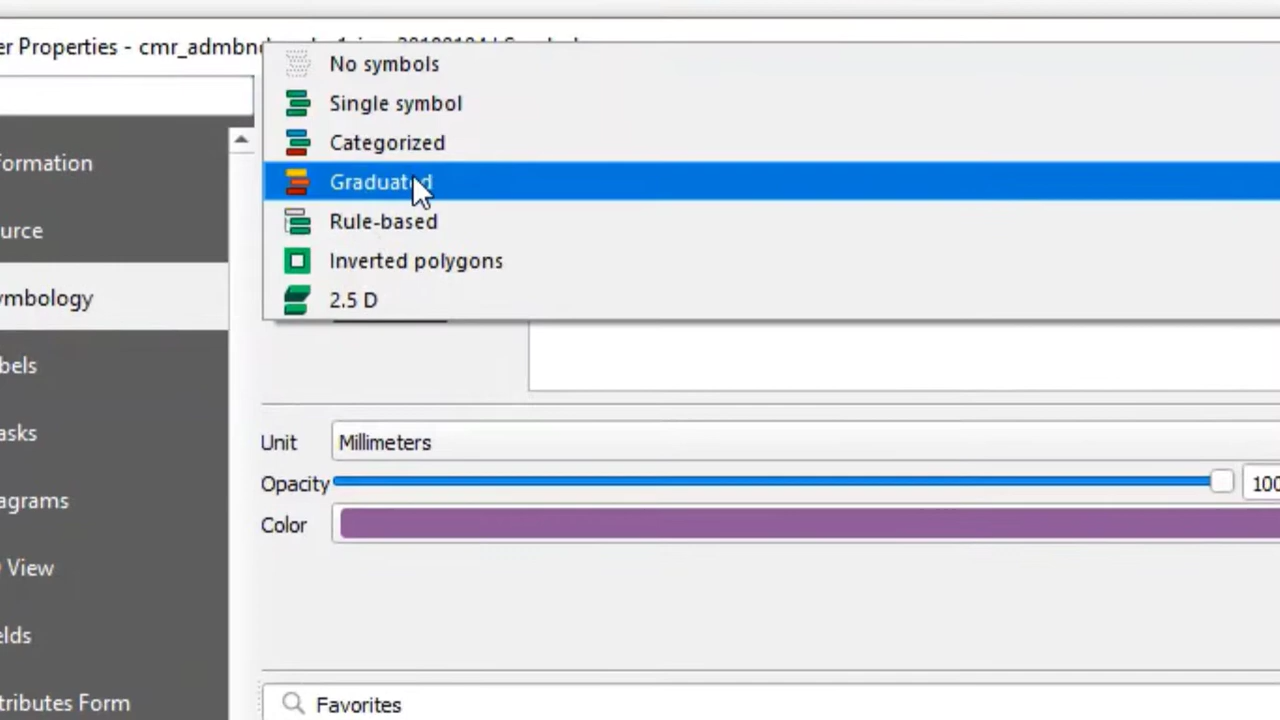 er Properties - cmr_admbnd
No symbols
Single symbol
Categorized
Graduated
Rule-based
Inverted polygons
2.5 D
formation
urce
ymbology
bels
asks
agrams
View
elds
tributes Form
Unit
Millimeters
Opacity
100
Color
Favorites